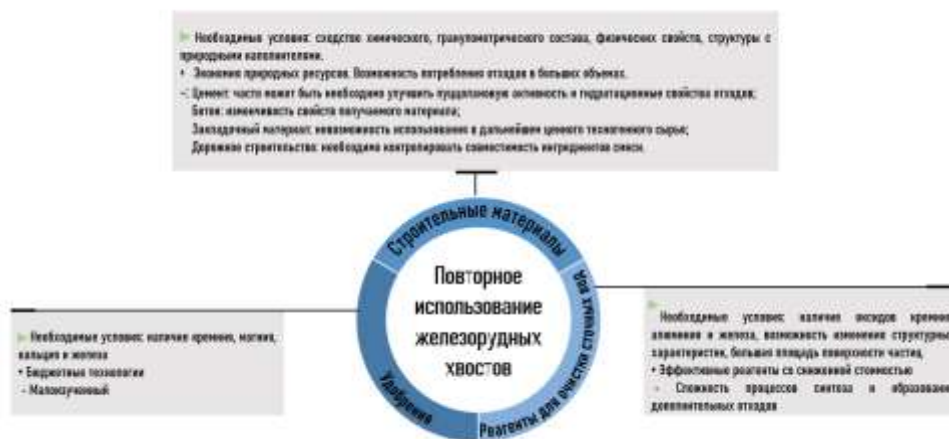 Необходимые условия: сходство химического, гранулометрического состава, физических свойств, структуры с
природными наполнителями.
• Экономия природных ресурсов. Возможность потребления отходов в больших объемах.
-: Цемент: часто может быть необходимо улучшить пуццолановую активность и гидратационные свойства отходов;
Бетон: изменчивость свойств получаемого материала;
Закладочный материал: невозможность использования в дальнейшем ценного техногенного сырья;
Дорожное строительство: необходимо контролировать совместимость ингредиентов смеси.
Строительные материалы
Повторное
использование
железорудных
хвостов
Удобрения
Реагенты для очистки сточных вод
Необходимые условия: наличие кремния, магния,
кальция и железа
• Бюджетные технологии
- Малоизученный
Необходимые условия: наличие оксидов кремния
алюминия и железа, возможность изменения структурных
характеристик, большая площадь поверхности частиц,
• Эффективные реагенты со сниженной стоимостью
- Сложность процессов синтеза и образование
дополнительных отходов